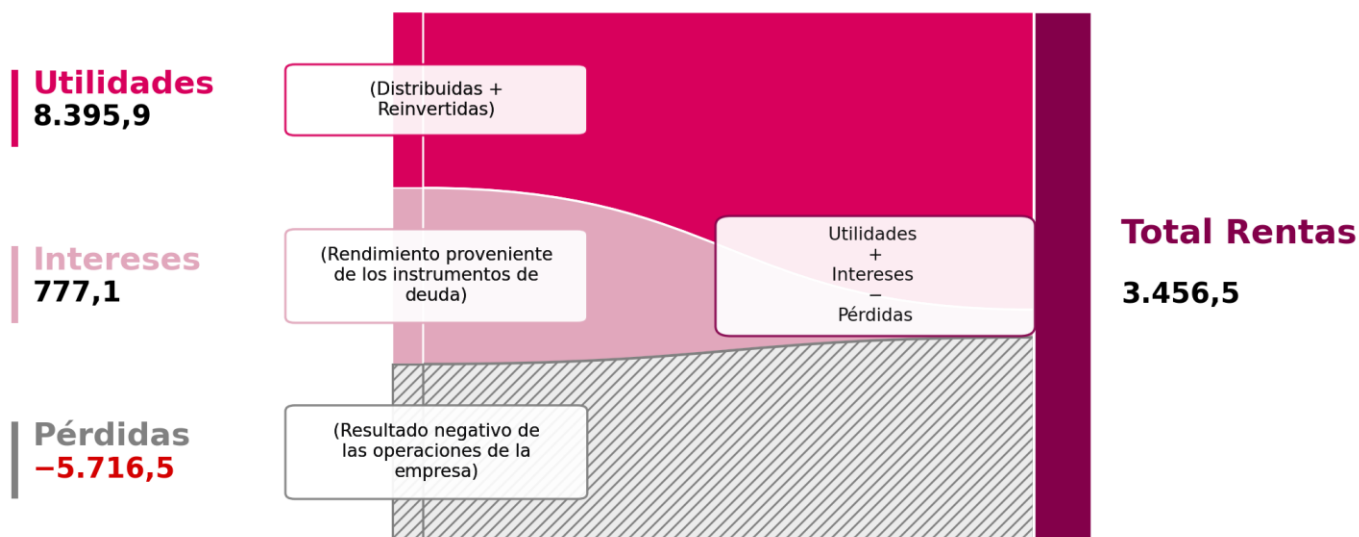 Utilidades
8.395,9
(Distribuidas +
Reinvertidas)
Intereses
777,1
(Rendimiento proveniente
de los instrumentos de
deuda)
Pérdidas
−5.716,5
(Resultado negativo de
las operaciones de la
empresa)
Utilidades
+
Intereses
−
Pérdidas
Total Rentas
3.456,5